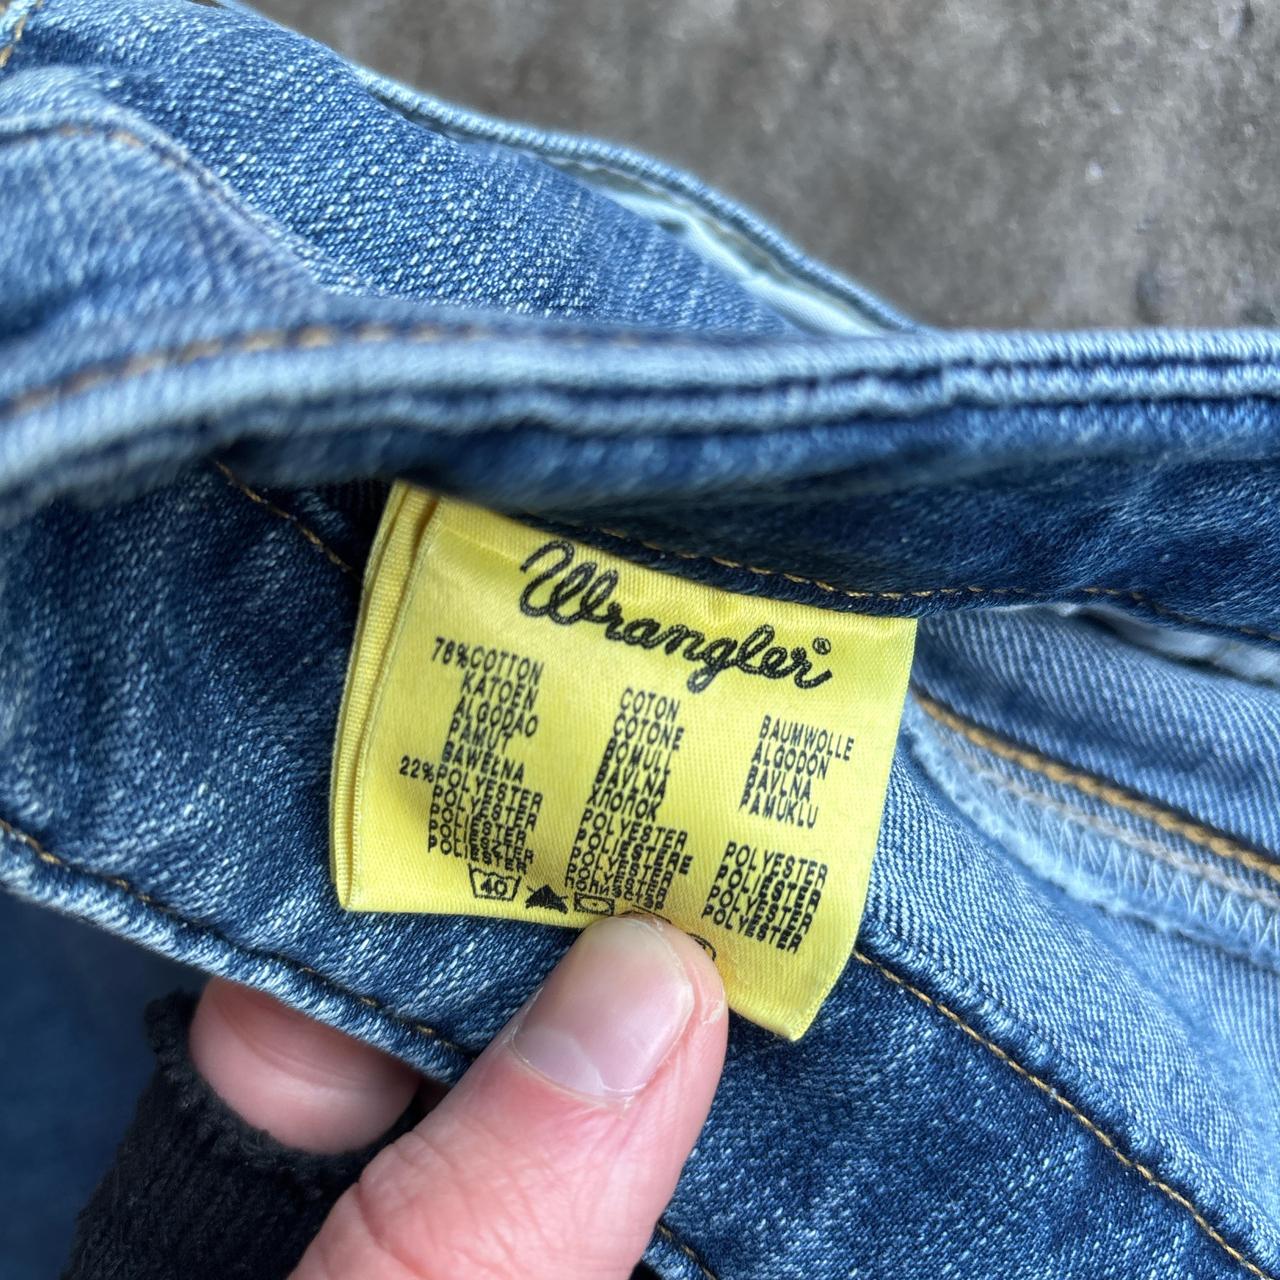 Wrangler®
78%COTTON COTON BAUMWOLLE
KATOEN COTONE ALGODON
ALGODAO BOMULL BAVLNA
PAMUT BAVLNA PAMUKLU
BAWEŁNA ХЛОПОК
22%POLYESTER POLYESTER POLYESTER
POLYESTER POLIESTERE POLIESTER
POLIESTER POLYESTER POLYESTER
POLYESTER POLYESTER
POLIESTER
40